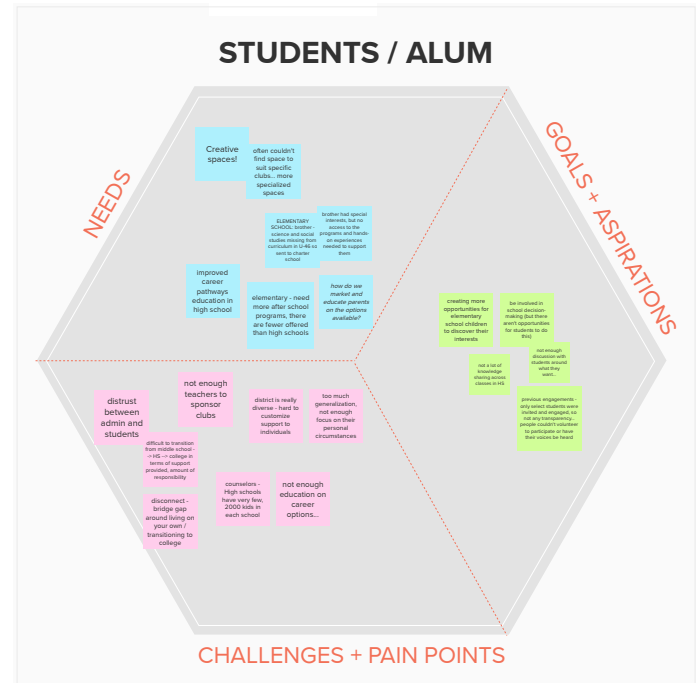 STUDENTS / ALUM
NEEDS
GOALS + ASPIRATIONS
Creative
spaces!
often couldn't
find space to
suit specific
clubs... more
specialized
spaces
ELEMENTARY
SCHOOL: brother -
science and social
studies missing from
curriculum in U-46 so
sent to charter
school
brother had special
interests, but no
access to the
programs and hands-
on experiences
needed to support
them
improved
career
pathways
education in
high school
elementary - need
more after school
programs, there
are fewer offered
than high schools
how do we
market and
educate parents
on the options
available?
creating more
opportunities for
elementary
school children
to discover their
interests
be involved in
school decision-
making (but there
aren't opportunities
for students to do
this)
not a lot of
knowledge
sharing across
classes in HS
not enough
discussion with
students around
what they
want...
previous engagements -
only select students were
invited and engaged, so
not any transparency...
people couldn't volunteer
to participate or have
their voices be heard
distrust
between
admin and
students
not enough
teachers to
sponsor
clubs
district is really
diverse - hard to
customize
support to
individuals
too much
generalization,
not enough
focus on their
personal
circumstances
difficult to transition
from middle school -
-> HS --> college in
terms of support
provided, amount of
responsibility
disconnect -
bridge gap
around living on
your own /
transitioning to
college
counselors -
High schools
have very few,
2000 kids in
each school
not enough
education on
career
options...
CHALLENGES + PAIN POINTS